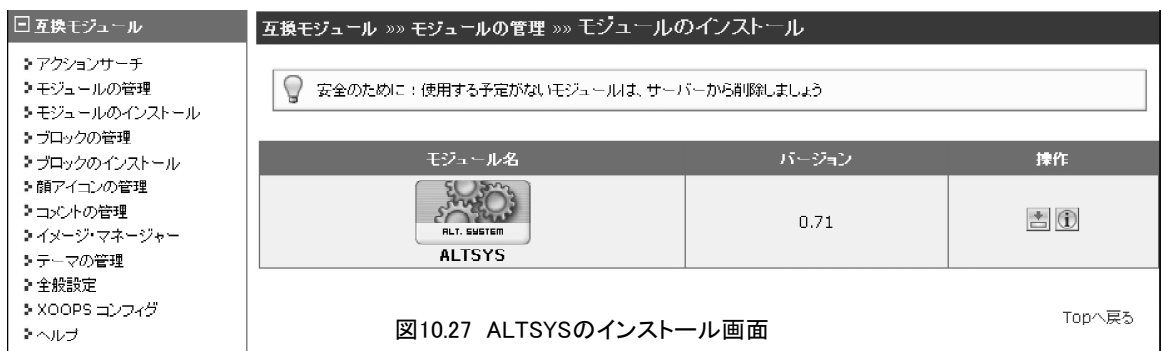 互換モジュール
アクションサーチ
モジュールの管理
モジュールのインストール
ブロックの管理
ブロックのインストール
顔アイコンの管理
コメントの管理
イメージ・マネージャー
テーマの管理
全般設定
XOOPS コンフィグ
ヘルプ
互換モジュール »»» モジュールの管理 »»» モジュールのインストール
安全のために:使用する予定がないモジュールは、サーバーから削除しましょう
モジュール名 バージョン 操作
ALT. SYSTEM
ALTSYS 0.71
Topへ戻る
図10.27 ALTSYSのインストール画面